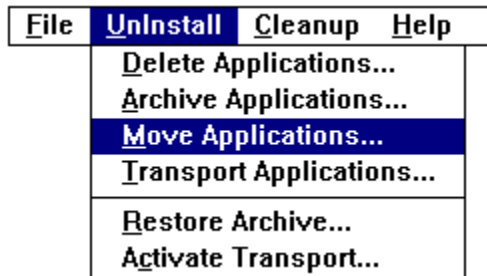 File UnInstall Cleanup Help
Delete Applications...
Archive Applications...
Move Applications...
Transport Applications...
Restore Archive...
Activate Transport...